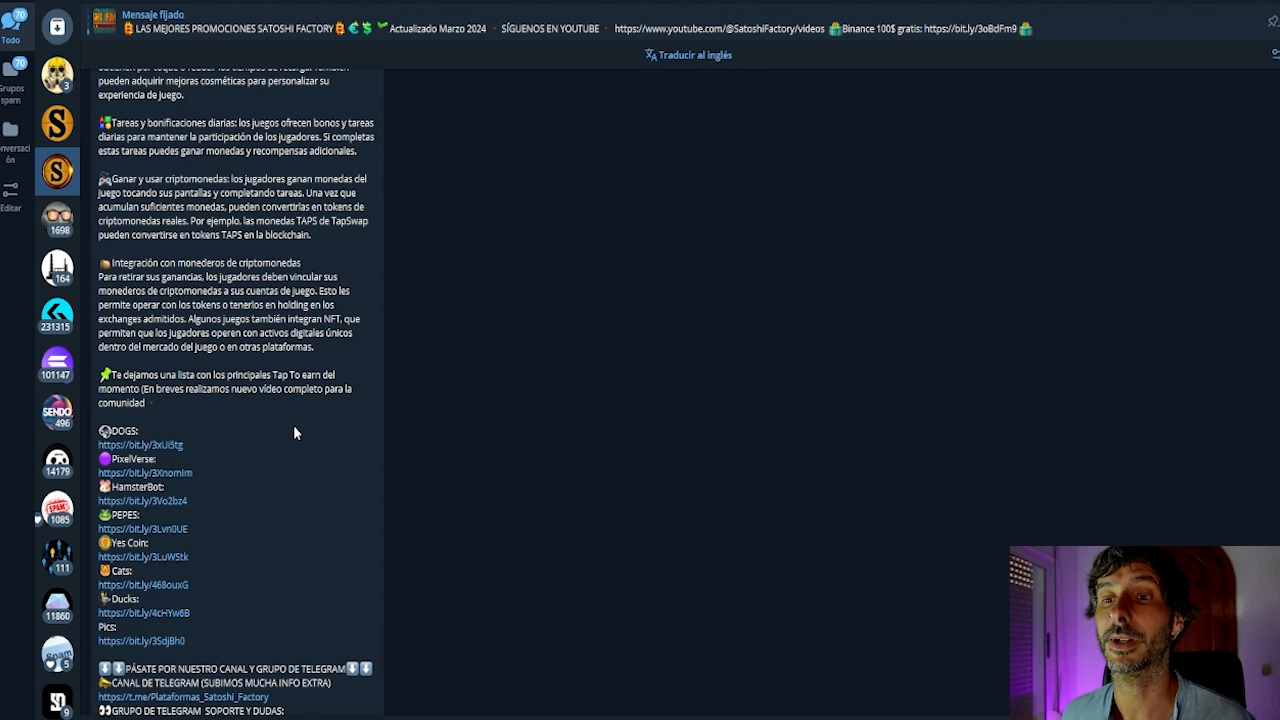 70
Todo
70
Grupos
spam
Editar
3
1698
164
231315
101147
SENDO
496
14179
SPAM
1085
111
11860
Spam
5
9
Mensaje fijado
LAS MEJORES PROMOCIONES SATOSHI FACTORY Actualizado Marzo 2024 · SÍGUENOS EN YOUTUBE · https://www.youtube.com/@SatoshiFactory/videos Binance 100$ gratis: https://bit.ly/3oBdFm9
Traducir al inglés
pueden adquirir mejoras cosméticas para personalizar su
experiencia de juego.
Tareas y bonificaciones diarias: los juegos ofrecen bonos y tareas
diarias para mantener la participación de los jugadores. Si completas
estas tareas puedes ganar monedas y recompensas adicionales.
Ganar y usar criptomonedas: los jugadores ganan monedas del
juego tocando sus pantallas y completando tareas. Una vez que
acumulan suficientes monedas, pueden convertirlas en tokens de
criptomonedas reales. Por ejemplo, las monedas TAPS de TapSwap
pueden convertirse en tokens TAPS en la blockchain.
Integración con monederos de criptomonedas
Para retirar sus ganancias, los jugadores deben vincular sus
monederos de criptomonedas a sus cuentas de juego. Esto les
permite operar con los tokens o tenerlos en holding en los
exchanges admitidos. Algunos juegos también integran NFT, que
permiten que los jugadores operen con activos digitales únicos
dentro del mercado del juego o en otras plataformas.
Te dejamos una lista con los principales Tap To earn del
momento (En breves realizamos nuevo vídeo completo para la
comunidad
DOGS:
https://bit.ly/3xUi5tg
PixelVerse:
https://bit.ly/3XnomIm
HamsterBot:
https://bit.ly/3Vo2bz4
PEPES:
https://bit.ly/3Lvn0UE
Yes Coin:
https://bit.ly/3LuWStk
Cats:
https://bit.ly/468ouxG
Ducks:
https://bit.ly/4cHYw6B
Pics:
https://bit.ly/3SdjBh0
PÁSATE POR NUESTRO CANAL Y GRUPO DE TELEGRAM
CANAL DE TELEGRAM (SUBIMOS MUCHA INFO EXTRA)
https://t.me/Plataformas_Satoshi_Factory
GRUPO DE TELEGRAM SOPORTE Y DUDAS: